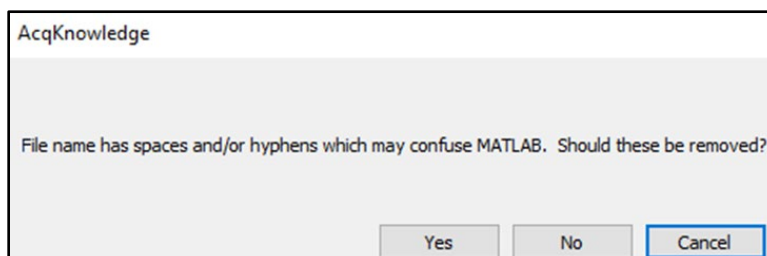 AcqKnowledge
File name has spaces and/or hyphens which may confuse MATLAB.  Should these be removed?
Yes
No
Cancel